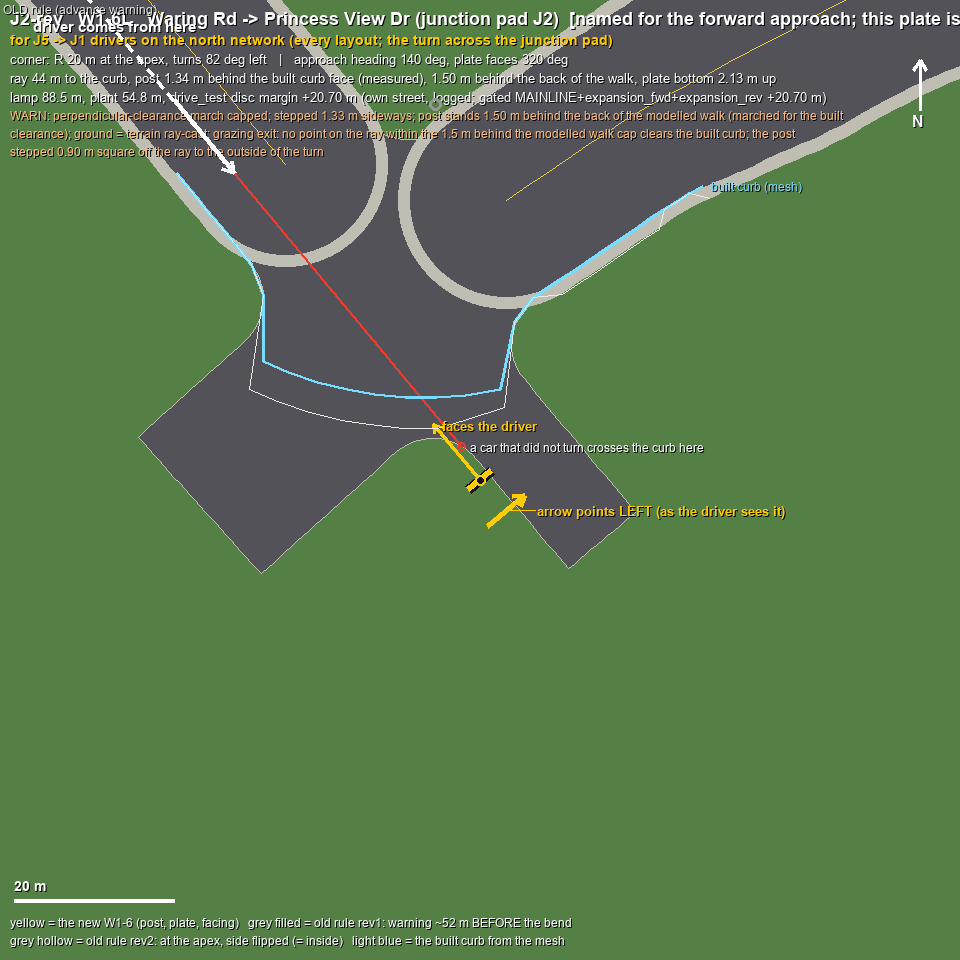 OLD rule (advance warning)
J2-rev W1-6L Waring Rd -> Princess View Dr (junction pad J2) [named for the forward approach; this plate is
driver comes from here
for J5 -> J1 drivers on the north network (every layout; the turn across the junction pad)
corner: R 20 m at the apex, turns 82 deg left | approach heading 140 deg, plate faces 320 deg
ray 44 m to the curb, post 1.34 m behind the built curb face (measured), 1.50 m behind the back of the walk, plate bottom 2.13 m up
lamp 88.5 m, plant 54.8 m, drive_test disc margin +20.70 m (own street, logged; gated MAINLINE+expansion_fwd+expansion_rev +20.70 m)
WARN: perpendicular-clearance march capped; stepped 1.33 m sideways; post stands 1.50 m behind the back of the modelled walk (marched for the built
clearance); ground = terrain ray-cast; grazing exit: no point on the ray within the 1.5 m behind the modelled walk cap clears the built curb; the post
stepped 0.90 m square off the ray to the outside of the turn
N
built curb (mesh)
faces the driver
a car that did not turn crosses the curb here
arrow points LEFT (as the driver sees it)
20 m
yellow = the new W1-6 (post, plate, facing) grey filled = old rule rev1: warning ~52 m BEFORE the bend
grey hollow = old rule rev2: at the apex, side flipped (= inside) light blue = the built curb from the mesh